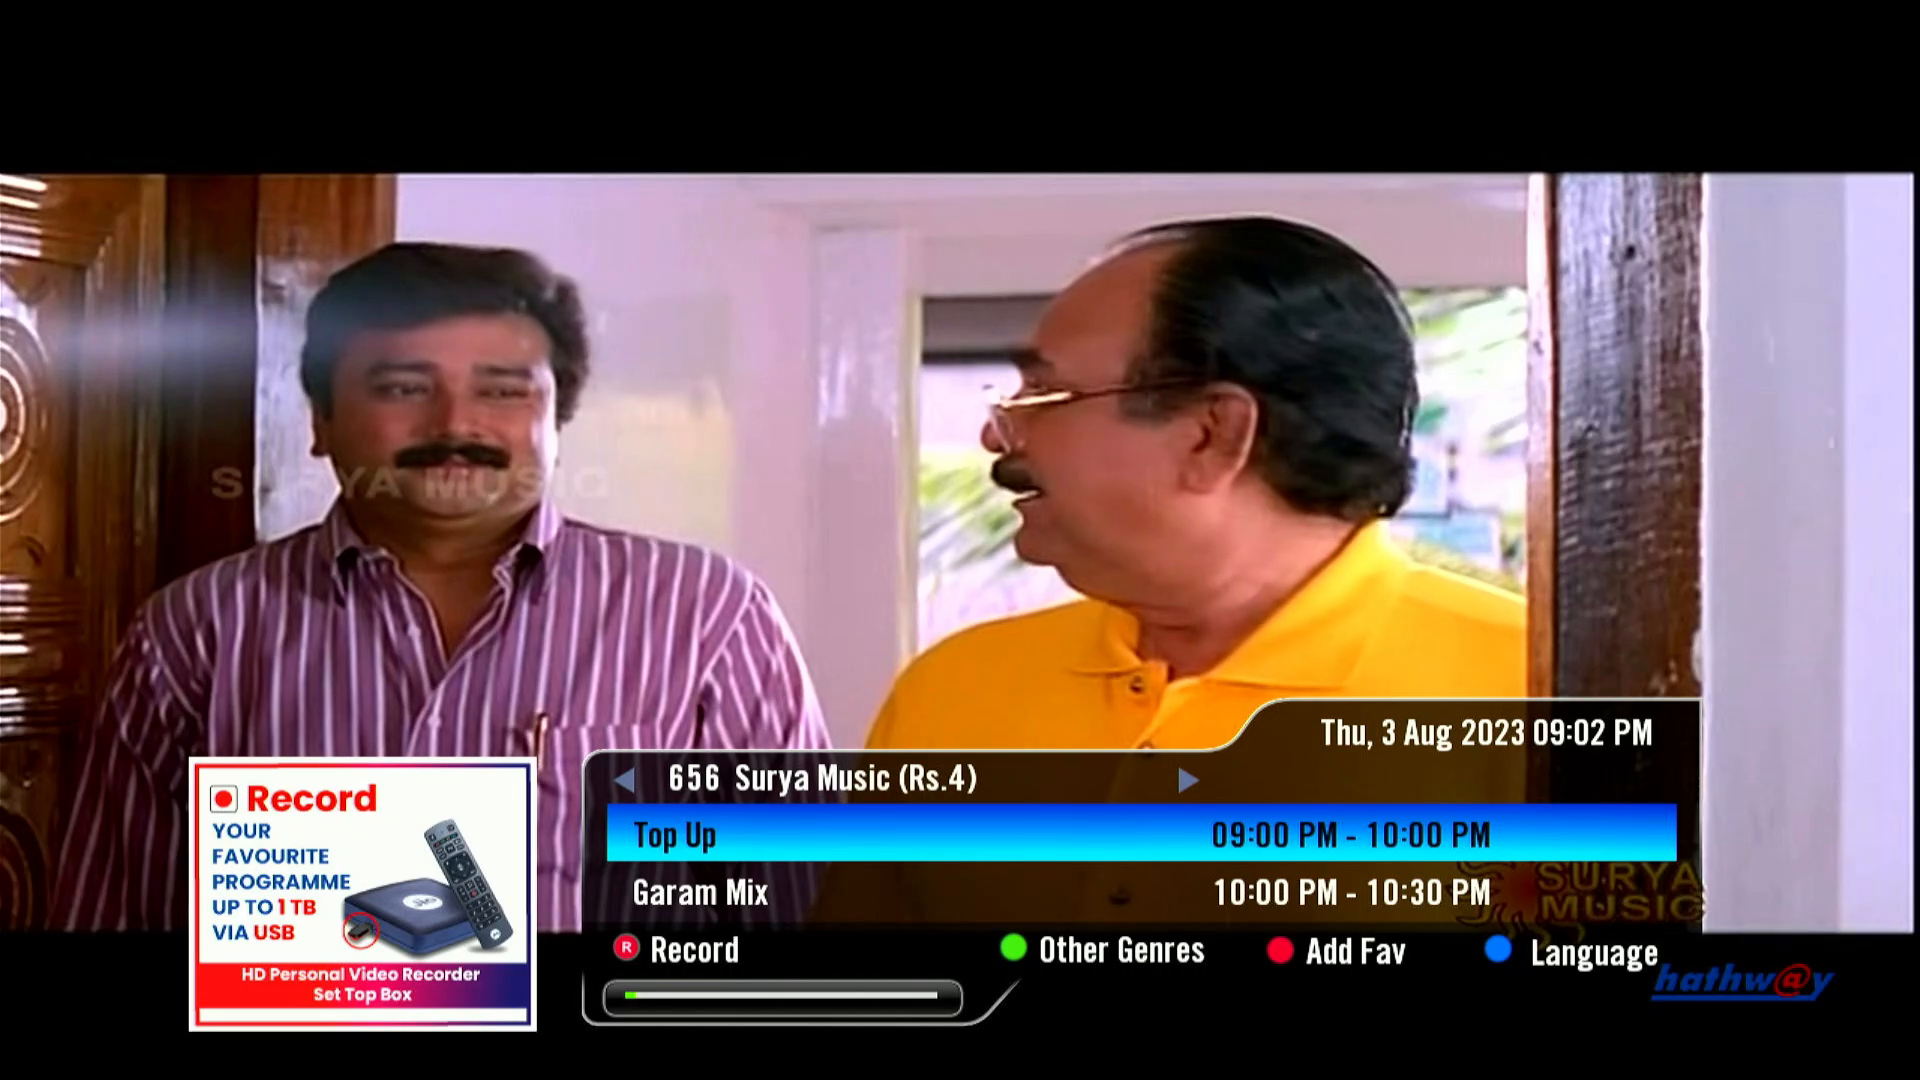 SURYA MUSIC
Thu, 3 Aug 2023 09:02 PM
656 Surya Music (Rs.4)
Top Up 09:00 PM - 10:00 PM
Garam Mix 10:00 PM - 10:30 PM
SURYA
MUSIC
R Record Other Genres Add Fav Language
hathw@y
Record
YOUR
FAVOURITE
PROGRAMME
UP TO 1 TB
VIA USB
Jio
HD Personal Video Recorder
Set Top Box